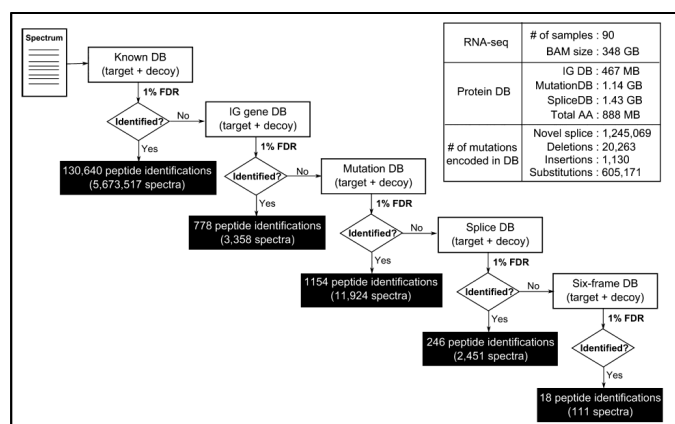 Spectrum
Known DB
(target + decoy)
1% FDR
Identified?
No
Yes
130,640 peptide identifications
(5,673,517 spectra)
IG gene DB
(target + decoy)
1% FDR
Identified?
No
Yes
778 peptide identifications
(3,358 spectra)
Mutation DB
(target + decoy)
1% FDR
Identified?
No
Yes
1154 peptide identifications
(11,924 spectra)
Splice DB
(target + decoy)
1% FDR
Identified?
No
Yes
246 peptide identifications
(2,451 spectra)
Six-frame DB
(target + decoy)
1% FDR
Identified?
Yes
18 peptide identifications
(111 spectra)
RNA-seq
# of samples : 90
BAM size : 348 GB
Protein DB
IG DB : 467 MB
MutationDB : 1.14 GB
SpliceDB : 1.43 GB
Total AA : 888 MB
# of mutations
encoded in DB
Novel splice : 1,245,069
Deletions : 20,263
Insertions : 1,130
Substitutions : 605,171